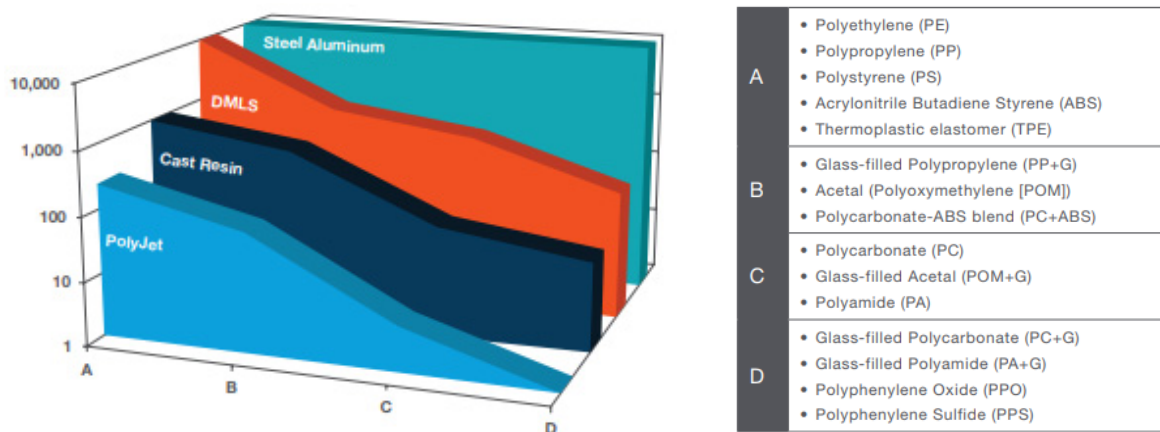 10,000
1,000
100
10
1
A
B
C
D
Steel Aluminum
DMLS
Cast Resin
PolyJet
A
• Polyethylene (PE)
• Polypropylene (PP)
• Polystyrene (PS)
• Acrylonitrile Butadiene Styrene (ABS)
• Thermoplastic elastomer (TPE)
B
• Glass-filled Polypropylene (PP+G)
• Acetal (Polyoxymethylene [POM])
• Polycarbonate-ABS blend (PC+ABS)
C
• Polycarbonate (PC)
• Glass-filled Acetal (POM+G)
• Polyamide (PA)
D
• Glass-filled Polycarbonate (PC+G)
• Glass-filled Polyamide (PA+G)
• Polyphenylene Oxide (PPO)
• Polyphenylene Sulfide (PPS)